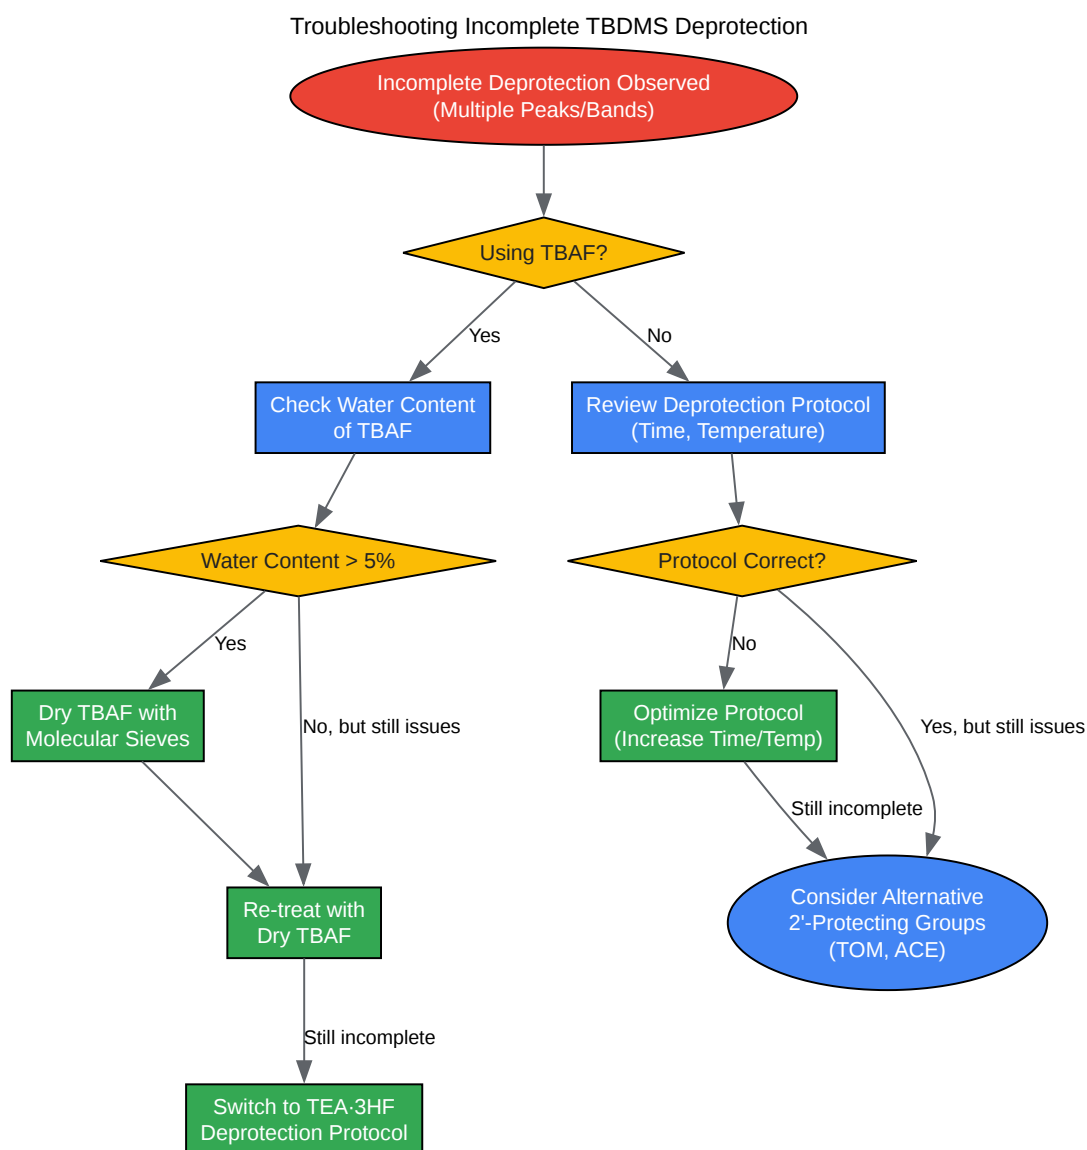 Troubleshooting Incomplete TBDMS Deprotection
Incomplete Deprotection Observed
(Multiple Peaks/Bands)
Using TBAF?
Yes
No
Check Water Content
of TBAF
Review Deprotection Protocol
(Time, Temperature)
Water Content > 5%
Protocol Correct?
Yes
No
Dry TBAF with
Molecular Sieves
No, but still issues
Optimize Protocol
(Increase Time/Temp)
Yes, but still issues
Still incomplete
Re-treat with
Dry TBAF
Consider Alternative
2'-Protecting Groups
(TOM, ACE)
Still incomplete
Switch to TEA·3HF
Deprotection Protocol